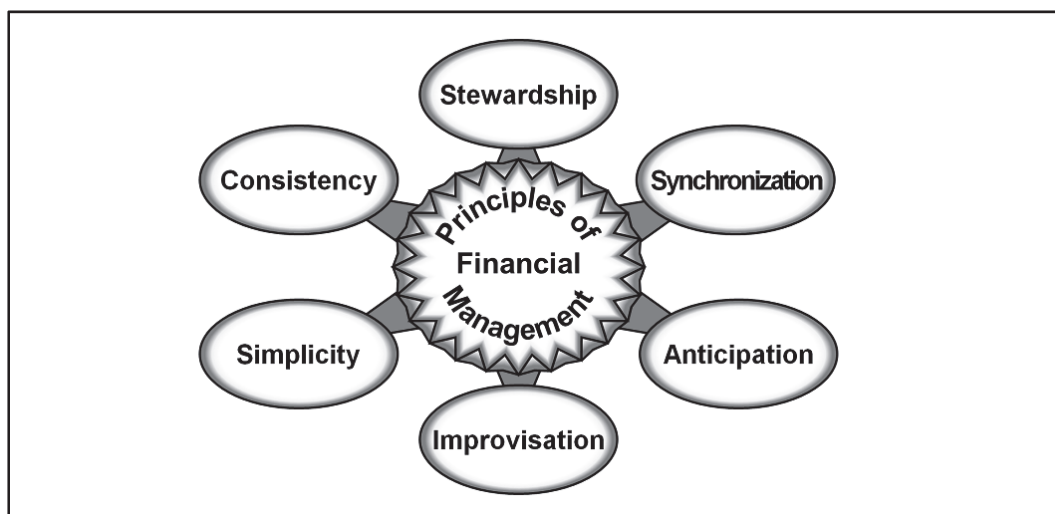 Stewardship
Consistency
Synchronization
Principles of
Financial
Management
Simplicity
Anticipation
Improvisation